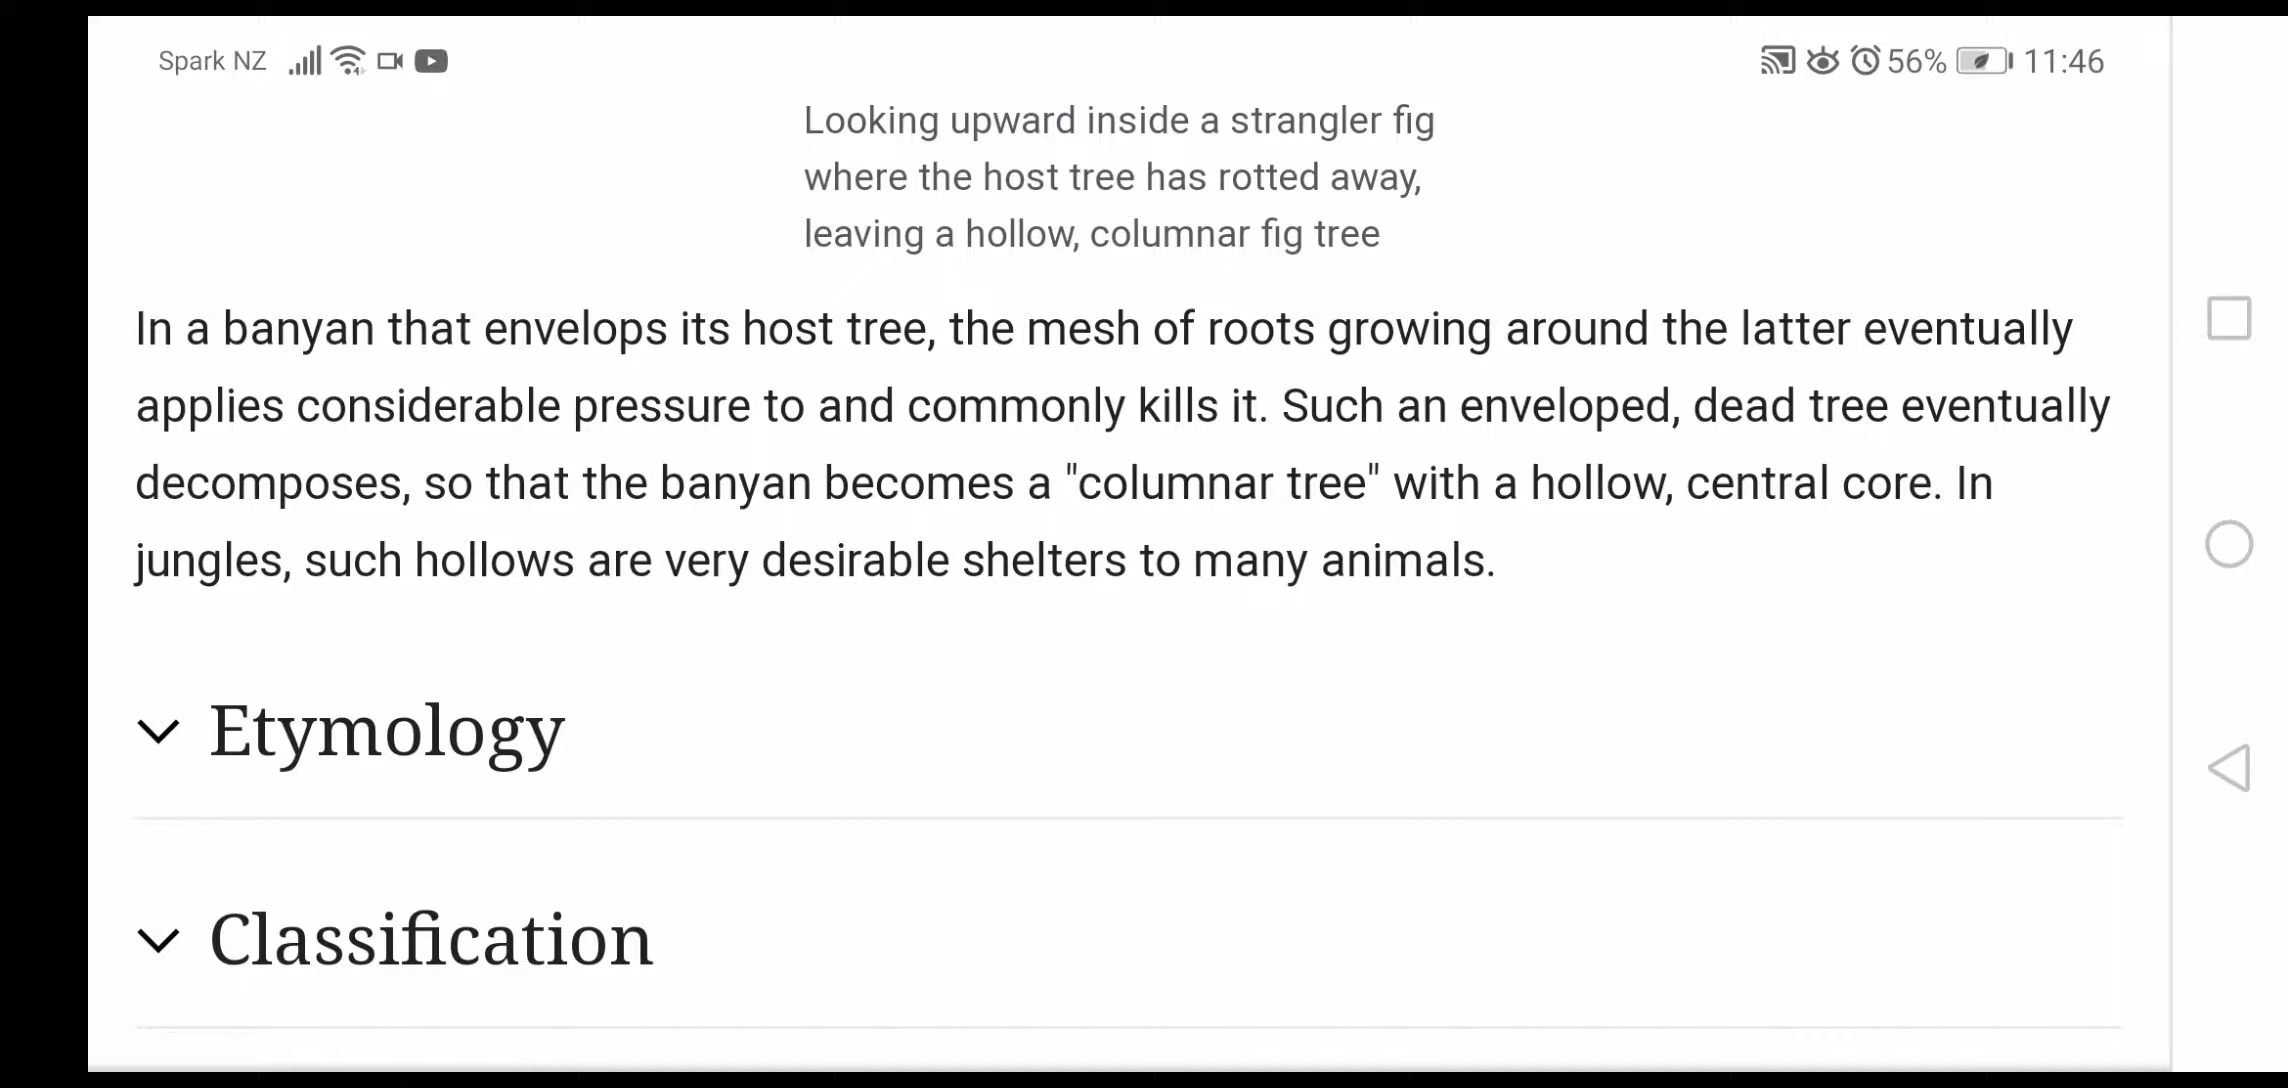 Spark NZ 56% 11:46
Looking upward inside a strangler fig
where the host tree has rotted away,
leaving a hollow, columnar fig tree
In a banyan that envelops its host tree, the mesh of roots growing around the latter eventually
applies considerable pressure to and commonly kills it. Such an enveloped, dead tree eventually
decomposes, so that the banyan becomes a "columnar tree" with a hollow, central core. In
jungles, such hollows are very desirable shelters to many animals.
Etymology
Classification